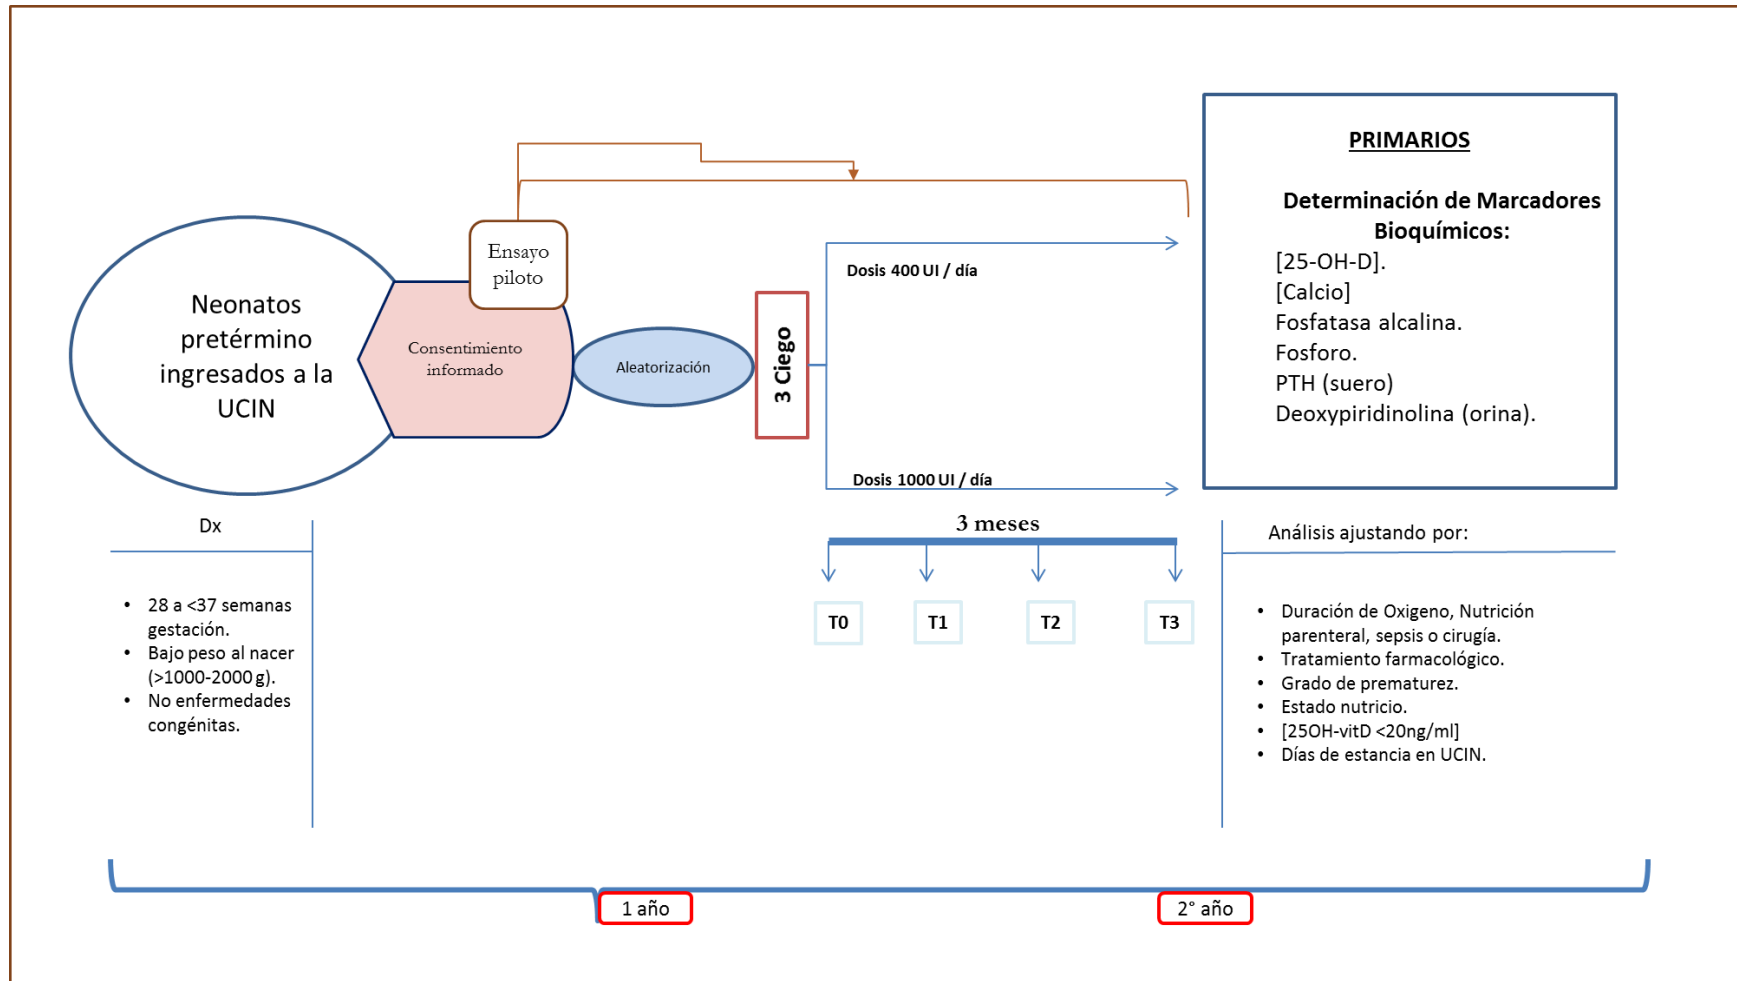 Neonatos
pretérmino
ingresados a la
UCIN
Ensayo
piloto
Consentimiento
informado
Aleatorización
3 Ciego
Dosis 400 UI / día
Dosis 1000 UI / día
3 meses
T0
T1
T2
T3
PRIMARIOS
Determinación de Marcadores
Bioquímicos:
[25-OH-D].
[Calcio]
Fosfatasa alcalina.
Fosforo.
PTH (suero)
Deoxypiridinolina (orina).
Dx
• 28 a <37 semanas
gestación.
• Bajo peso al nacer
(>1000-2000 g).
• No enfermedades
congénitas.
Análisis ajustando por:
• Duración de Oxigeno, Nutrición
parenteral, sepsis o cirugía.
• Tratamiento farmacológico.
• Grado de prematurez.
• Estado nutricio.
• [25OH-vitD <20ng/ml]
• Días de estancia en UCIN.
1 año
2° año